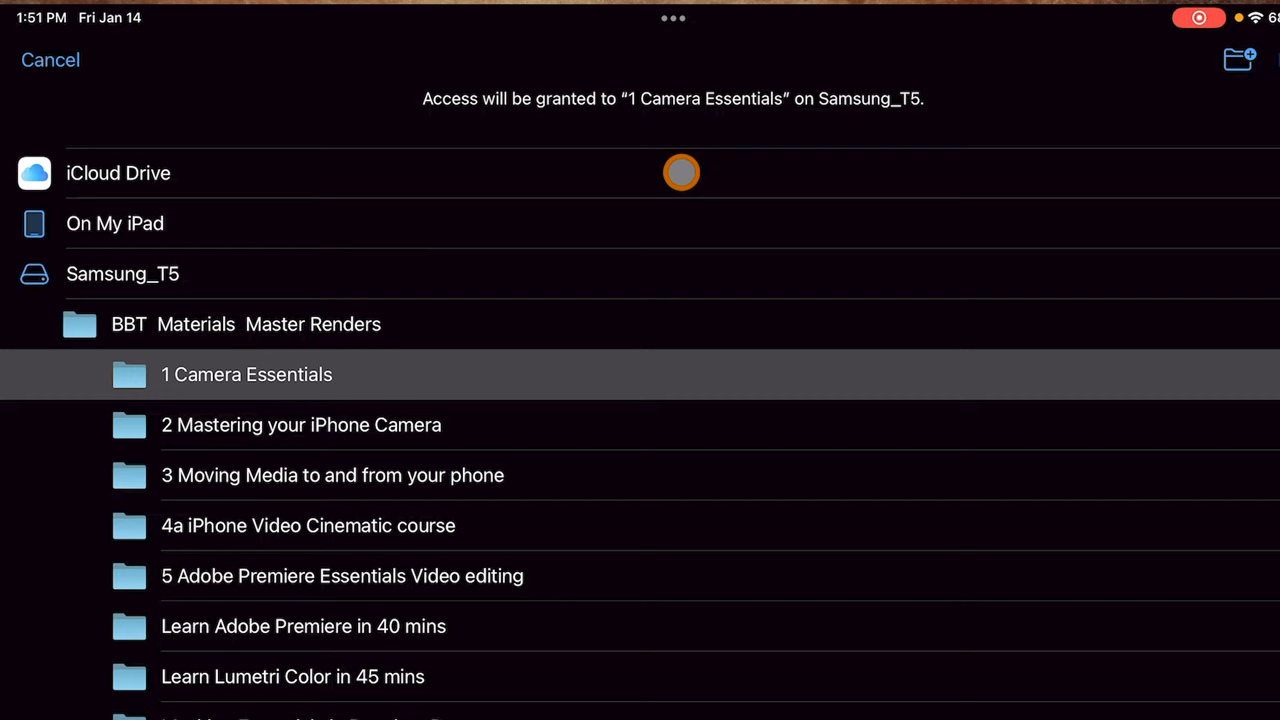 1:51 PM Fri Jan 14
Cancel
Access will be granted to “1 Camera Essentials” on Samsung_T5.
iCloud Drive
On My iPad
Samsung_T5
BBT Materials Master Renders
1 Camera Essentials
2 Mastering your iPhone Camera
3 Moving Media to and from your phone
4a iPhone Video Cinematic course
5 Adobe Premiere Essentials Video editing
Learn Adobe Premiere in 40 mins
Learn Lumetri Color in 45 mins